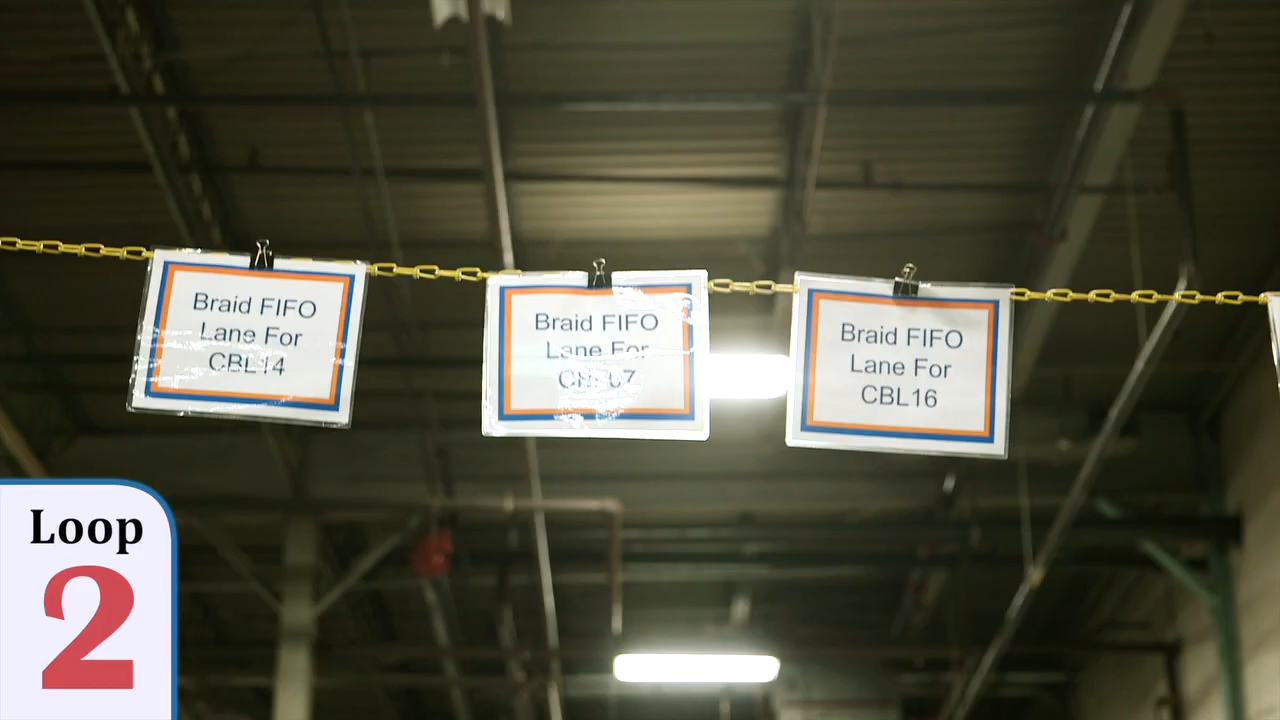 Braid FIFO
Lane For
CBL14
Braid FIFO
Lane For
Braid FIFO
Lane For
CBL16
Loop
2